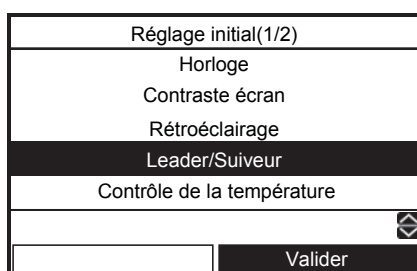 Réglage initial(1/2)
Horloge
Contraste écran
Rétroéclairage
Leader/Suiveur
Contrôle de la température
Valider